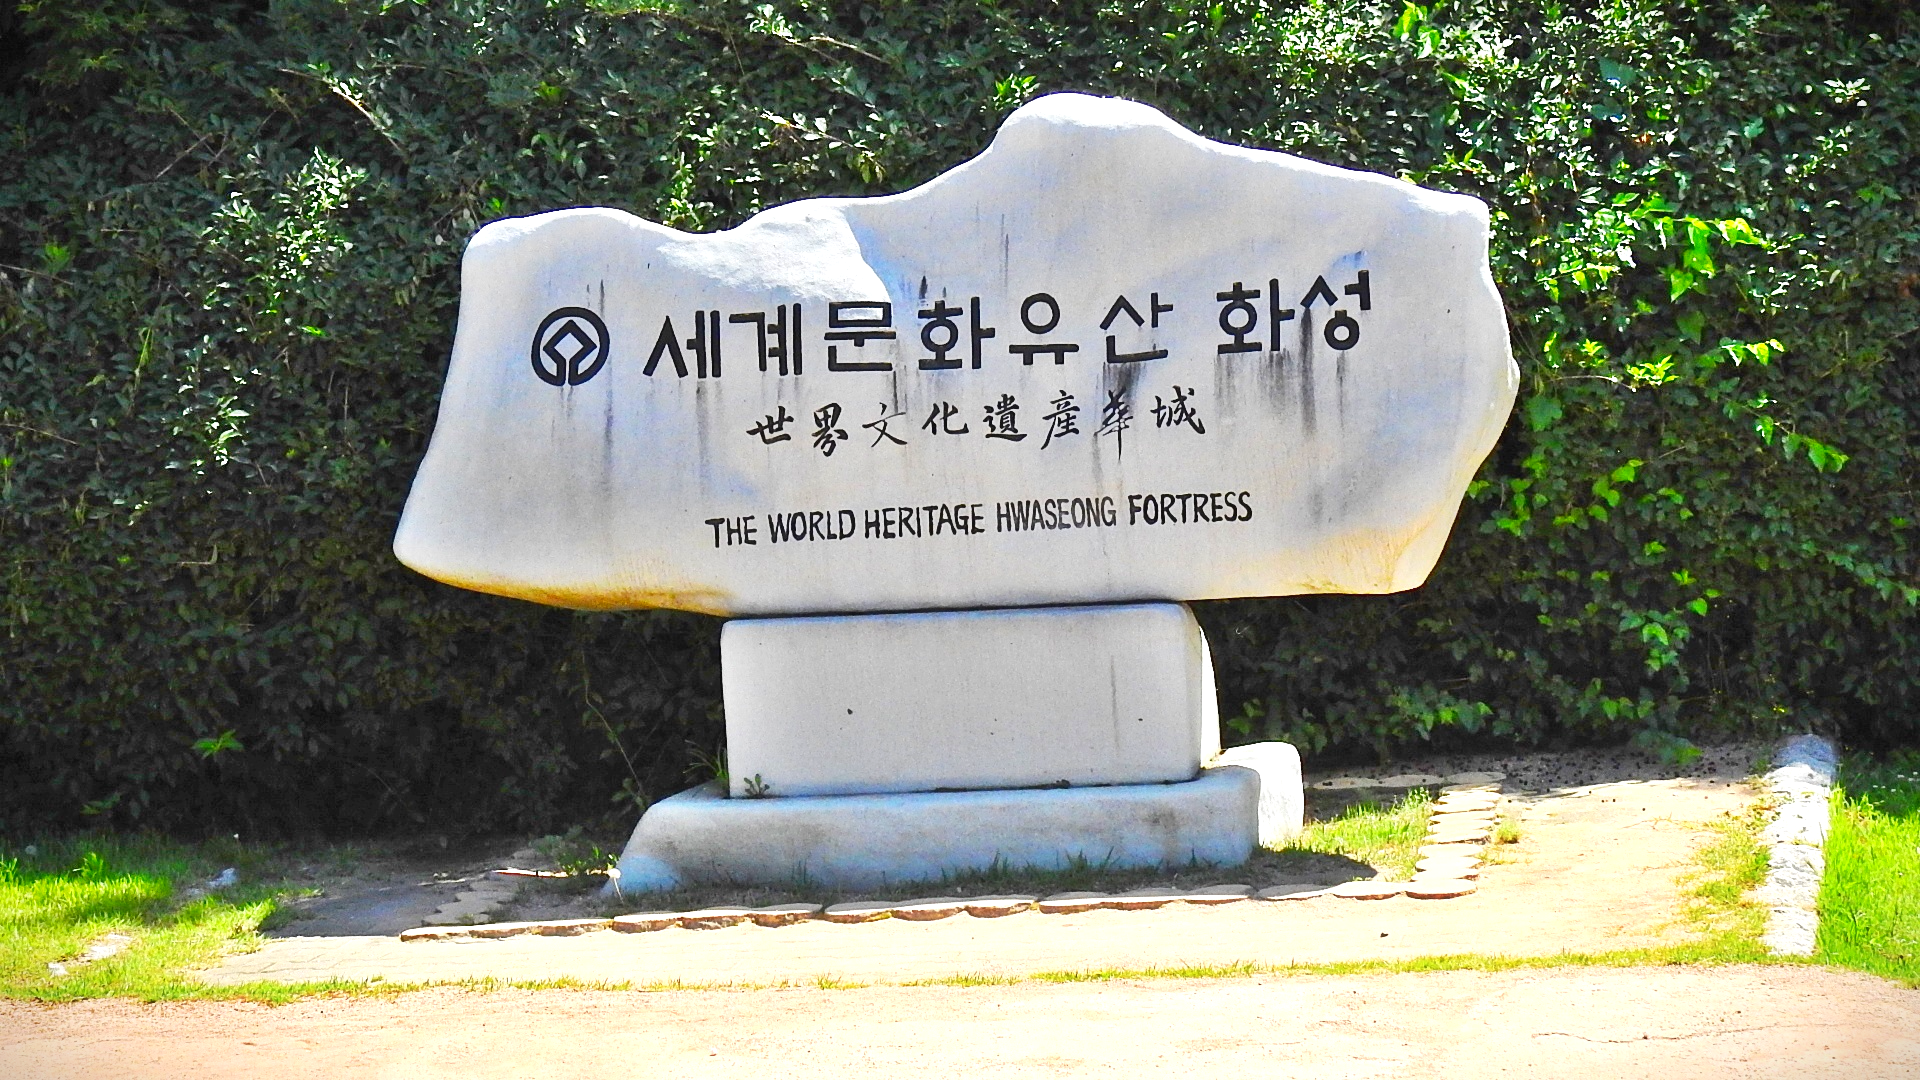 세계문화유산 화성
世界文化遺産華城
THE WORLD HERITAGE HWASEONG FORTRESS